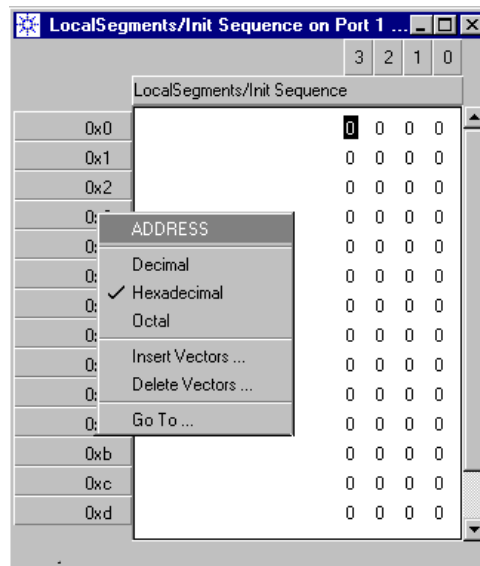 LocalSegments/Init Sequence on Port 1 ...
3 2 1 0
LocalSegments/Init Sequence
0x0 0 0 0 0
0x1 0 0 0 0
0x2 0 0 0 0
0 0 0 0
ADDRESS
0 0 0 0
Decimal
0 0 0 0
✓ Hexadecimal
0 0 0 0
Octal
0 0 0 0
Insert Vectors ...
0 0 0 0
Delete Vectors ...
0 0 0 0
Go To ...
0 0 0 0
0xb 0 0 0 0
0xc 0 0 0 0
0xd 0 0 0 0